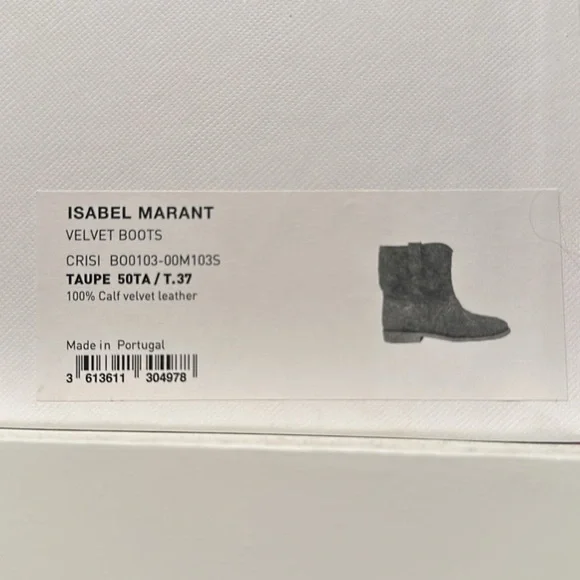 ISABEL MARANT
VELVET BOOTS
CRISI BO0103-00M103S
TAUPE 50TA / T.37
100% Calf velvet leather
Made in Portugal
3 613611 304978